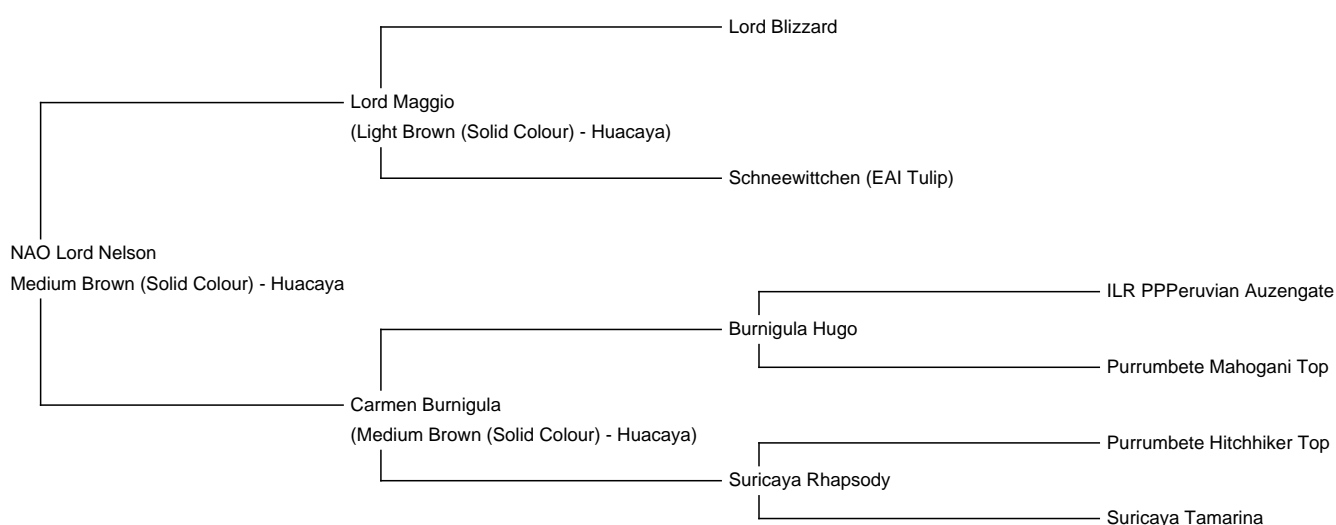 Lord Blizzard
Lord Maggio
(Light Brown (Solid Colour) - Huacaya)
Schneewittchen (EAI Tulip)
NAO Lord Nelson
Medium Brown (Solid Colour) - Huacaya
ILR PPPeruvian Auzengate
Burnigula Hugo
Purrumbete Mahogani Top
Carmen Burnigula
(Medium Brown (Solid Colour) - Huacaya)
Purrumbete Hitchhiker Top
Suricaya Rhapsody
Suricaya Tamarina